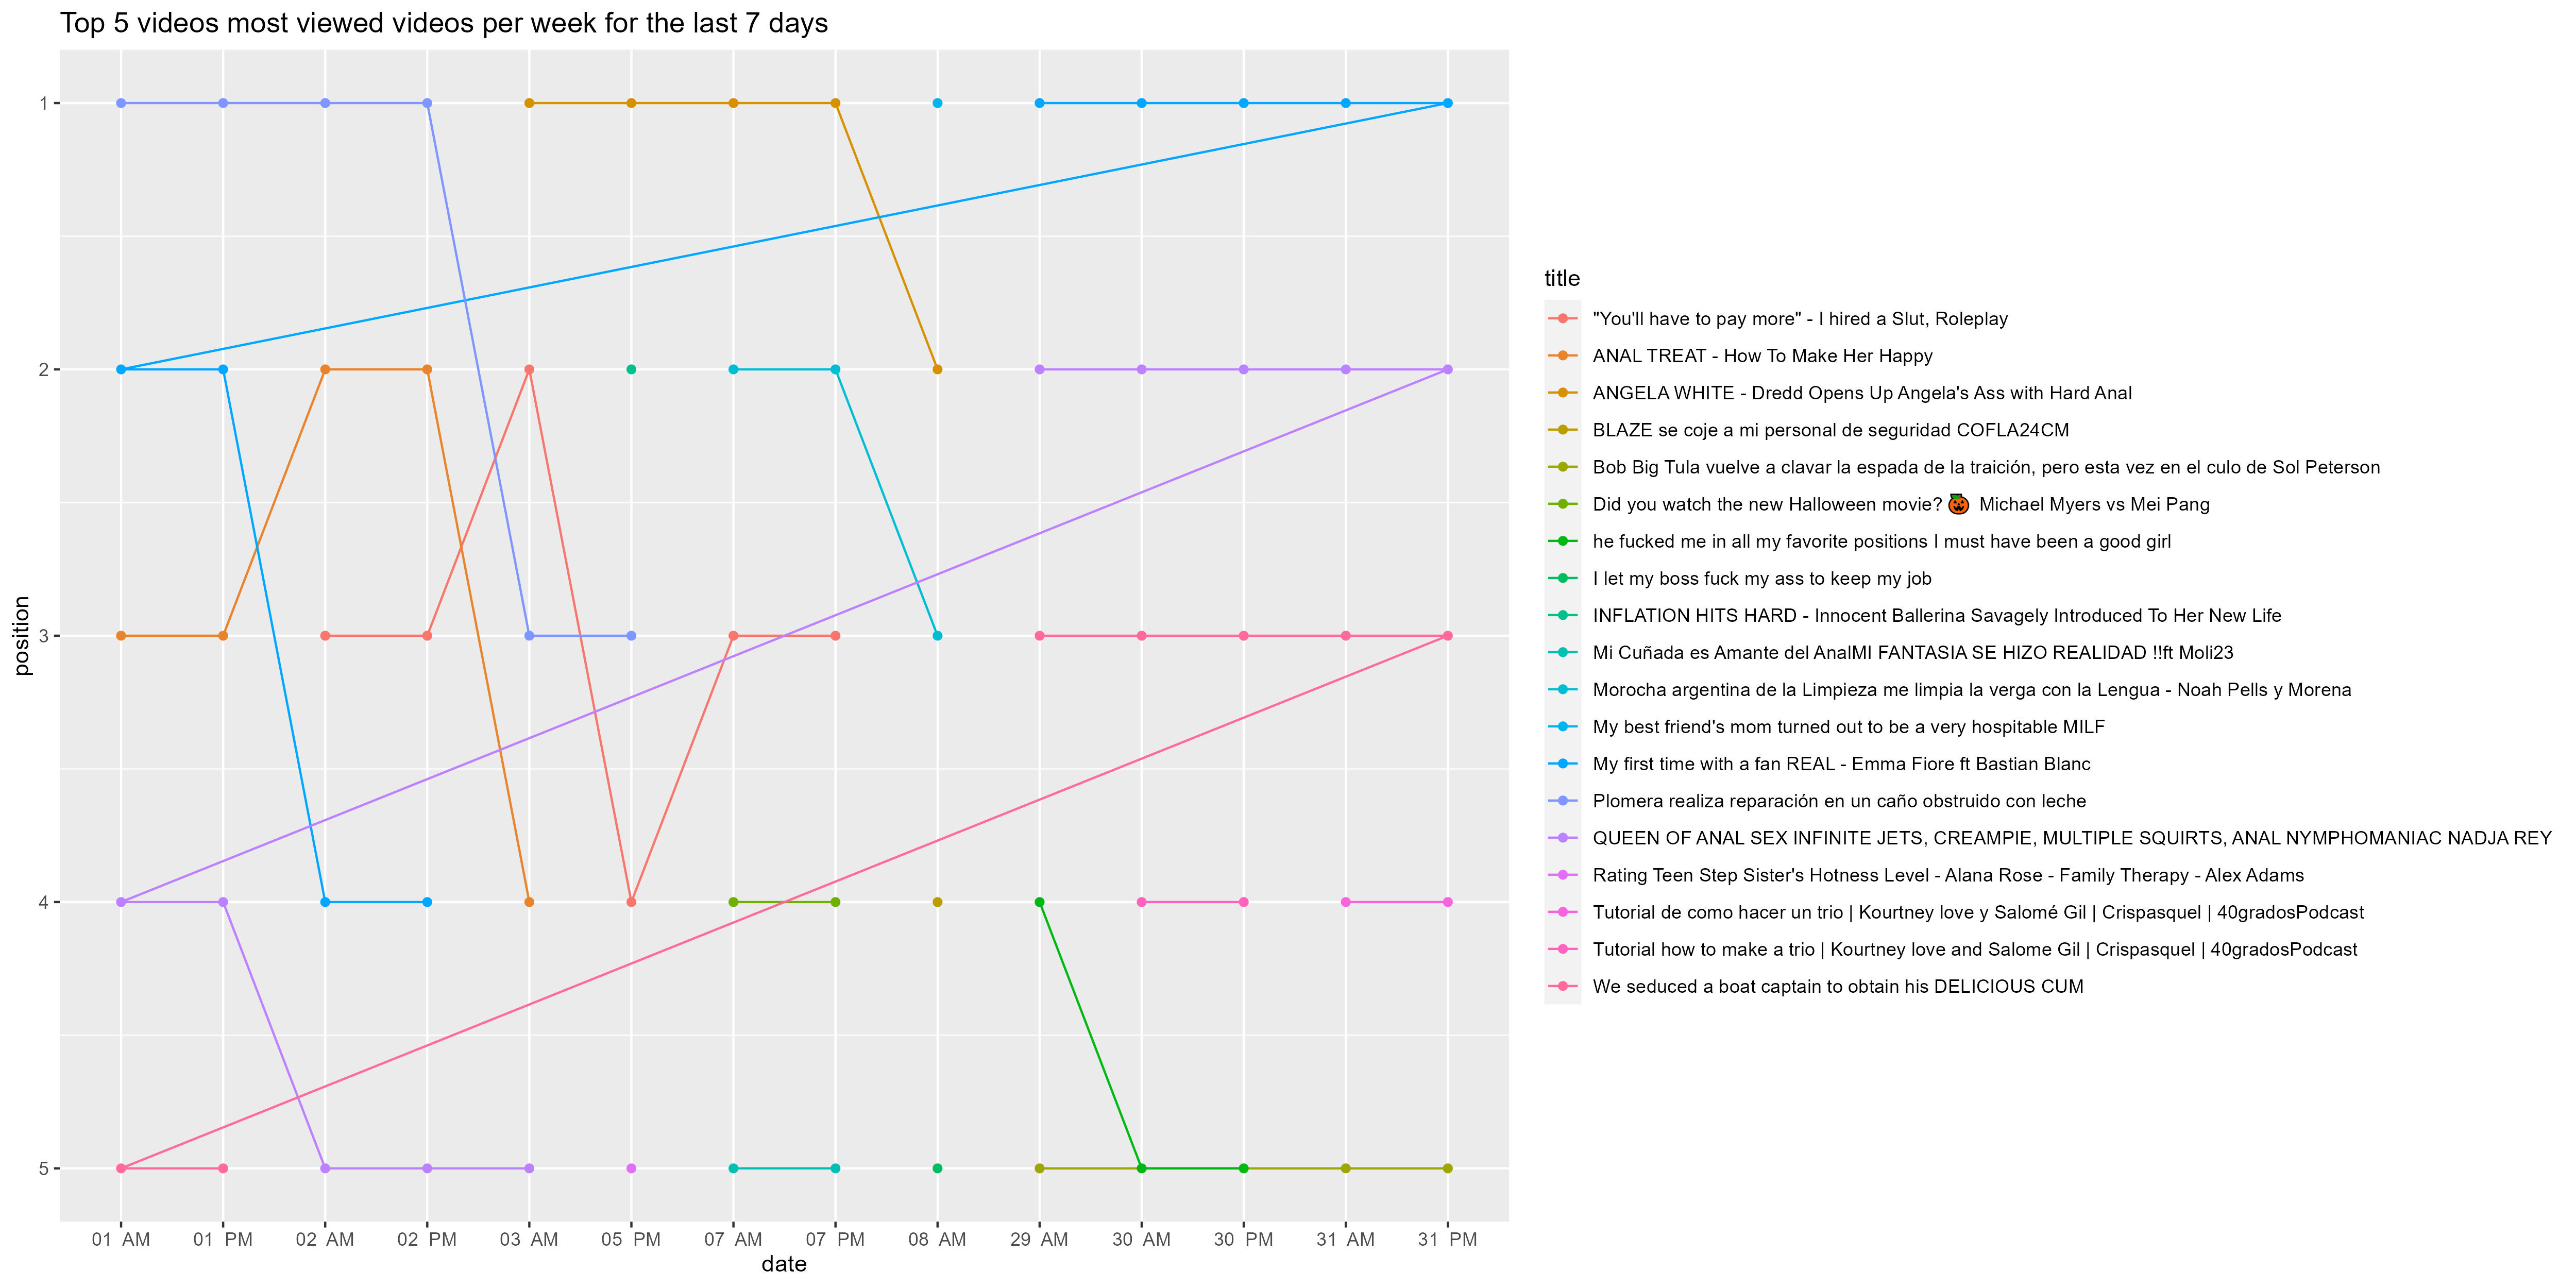 Top 5 videos most viewed videos per week for the last 7 days
1
2
3
4
5
position
01 AM 01 PM 02 AM 02 PM 03 AM 05 PM 07 AM 07 PM 08 AM 29 AM 30 AM 30 PM 31 AM 31 PM
date
title
"You'll have to pay more" - I hired a Slut, Roleplay
ANAL TREAT - How To Make Her Happy
ANGELA WHITE - Dredd Opens Up Angela's Ass with Hard Anal
BLAZE se coje a mi personal de seguridad COFLA24CM
Bob Big Tula vuelve a clavar la espada de la traición, pero esta vez en el culo de Sol Peterson
Did you watch the new Halloween movie? 🎃 Michael Myers vs Mei Pang
he fucked me in all my favorite positions I must have been a good girl
I let my boss fuck my ass to keep my job
INFLATION HITS HARD - Innocent Ballerina Savagely Introduced To Her New Life
Mi Cuñada es Amante del AnalMI FANTASIA SE HIZO REALIDAD !!ft Moli23
Morocha argentina de la Limpieza me limpia la verga con la Lengua - Noah Pells y Morena
My best friend's mom turned out to be a very hospitable MILF
My first time with a fan REAL - Emma Fiore ft Bastian Blanc
Plomera realiza reparación en un caño obstruido con leche
QUEEN OF ANAL SEX INFINITE JETS, CREAMPIE, MULTIPLE SQUIRTS, ANAL NYMPHOMANIAC NADJA REY
Rating Teen Step Sister's Hotness Level - Alana Rose - Family Therapy - Alex Adams
Tutorial de como hacer un trio | Kourtney love y Salomé Gil | Crispasquel | 40gradosPodcast
Tutorial how to make a trio | Kourtney love and Salome Gil | Crispasquel | 40gradosPodcast
We seduced a boat captain to obtain his DELICIOUS CUM